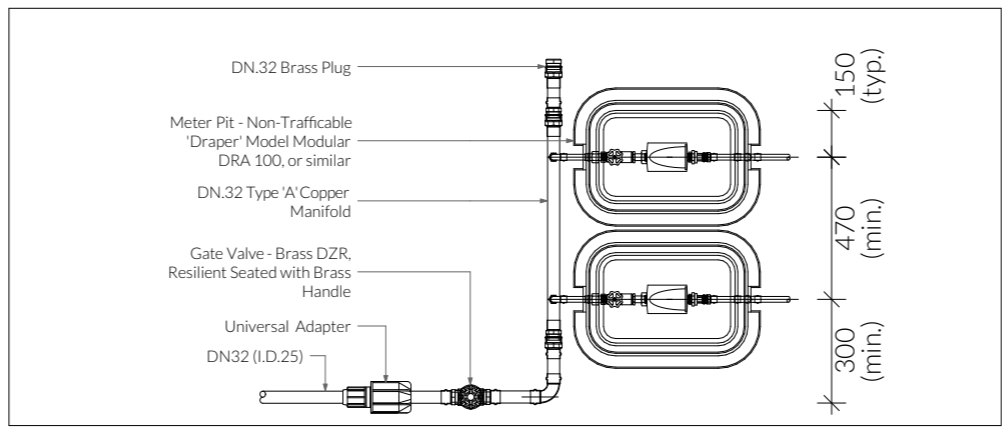 DN.32 Brass Plug
Meter Pit - Non-Trafficable
'Draper' Model Modular
DRA 100, or similar
DN.32 Type 'A' Copper
Manifold
Gate Valve - Brass DZR,
Resilient Seated with Brass
Handle
Universal Adapter
DN32 (I.D.25)
150
(typ.)
470
(min.)
300
(min.)